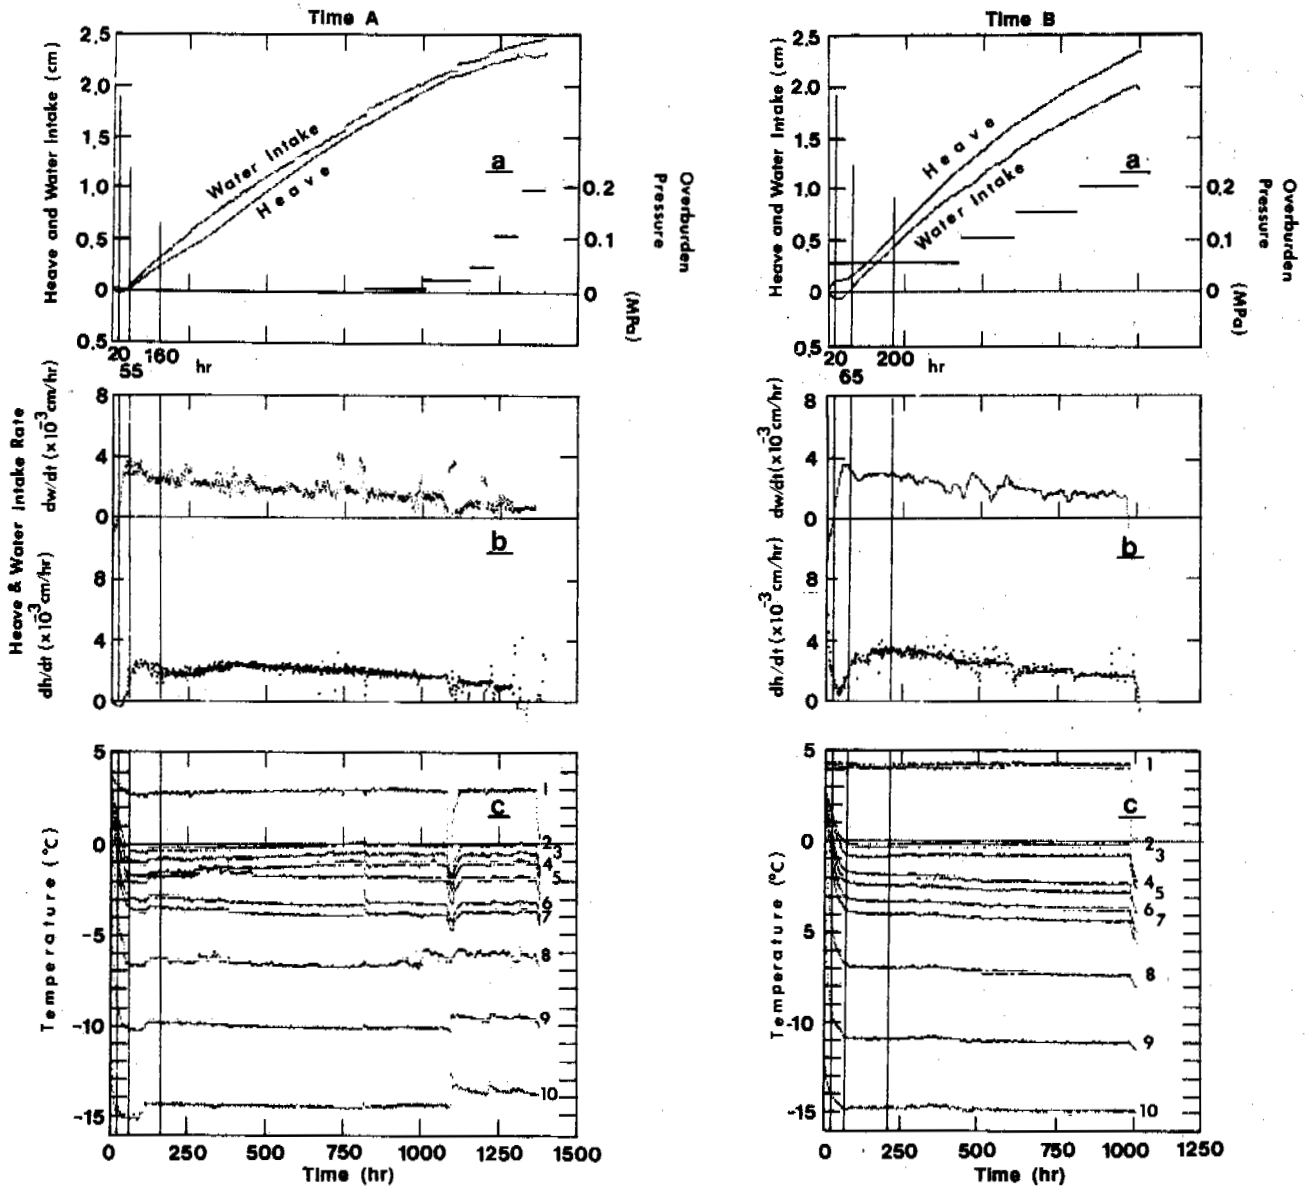 Time A
Heave and Water Intake (cm)
2.5
2.0
1.5
1.0
0.5
0
0.5
Water Intake
Heave
a
0.2
0.1
0
Overburden
Pressure
(MPa)
20
55
160
hr
Heave & Water Intake Rate
dw/dt (x10⁻³cm/hr)
8
4
0
b
dh/dt (x10⁻³cm/hr)
8
4
0
Temperature (°C)
5
0
-5
-10
-15
1
2
3
4
5
6
7
8
9
10
c
0
250
500
750
1000
1250
1500
Time (hr)
Time B
Heave and Water Intake (cm)
2.5
2.0
1.5
1.0
0.5
0
0.5
Heave
Water Intake
a
0.2
0.1
0
Overburden
Pressure
(MPa)
20
65
200
hr
dw/dt (x10⁻³cm/hr)
8
4
0
b
dh/dt (x10⁻³cm/hr)
8
4
0
Temperature (°C)
5
0
5
-10
-15
1
2
3
4
5
6
7
8
9
10
c
0
250
500
750
1000
1250
Time (hr)